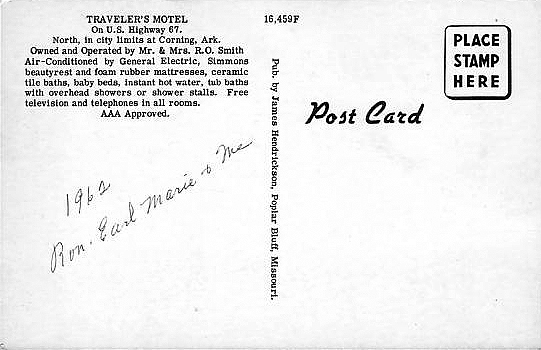 TRAVELER'S MOTEL
On U.S. Highway 67.
North, in city limits at Corning, Ark.
Owned and Operated by Mr. & Mrs. R.O. Smith
Air-Conditioned by General Electric, Simmons
beautyrest and foam rubber mattresses, ceramic
tile baths, baby beds, instant hot water, tub baths
with overhead showers or shower stalls. Free
television and telephones in all rooms.
AAA Approved.
1962
Ron. Earl Marie & Me
16,459F
Pub. by James Hendrickson, Poplar Bluff, Missouri.
Post Card
PLACE
STAMP
HERE